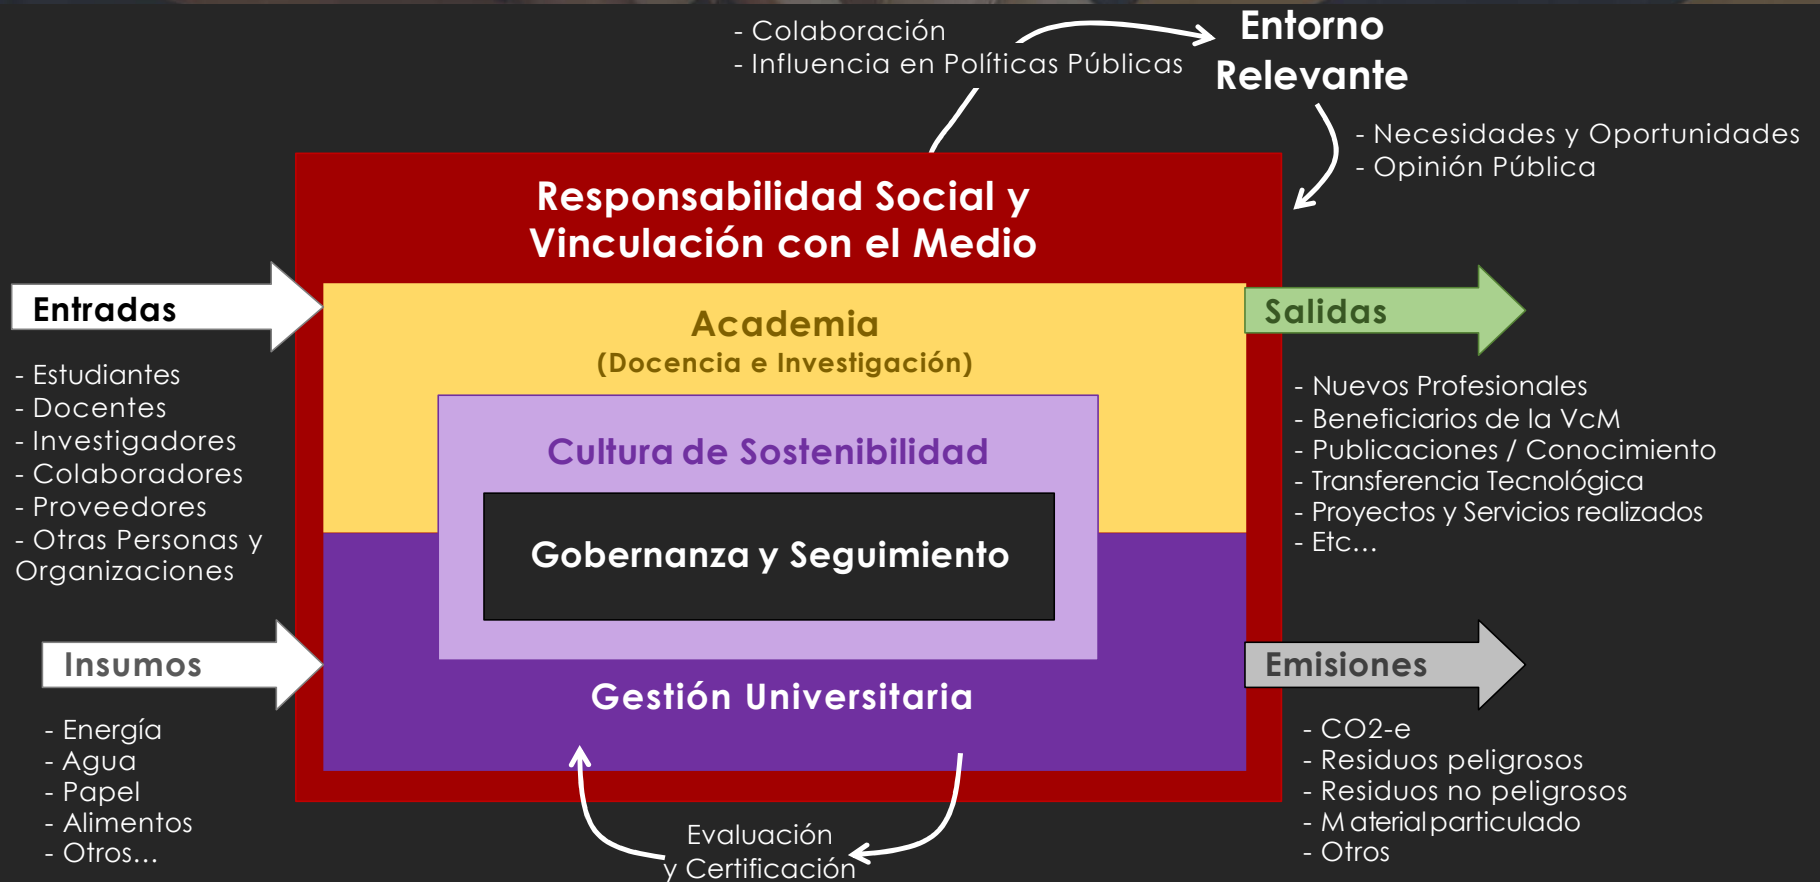 - Colaboración
- Influencia en Políticas Públicas
Entorno
Relevante
- Necesidades y Oportunidades
- Opinión Pública
Responsabilidad Social y
Vinculación con el Medio
Entradas
- Estudiantes
- Docentes
- Investigadores
- Colaboradores
- Proveedores
- Otras Personas y
Organizaciones
Insumos
- Energía
- Agua
- Papel
- Alimentos
- Otros...
Academia
(Docencia e Investigación)
Cultura de Sostenibilidad
Gobernanza y Seguimiento
Gestión Universitaria
Evaluación
y Certificación
Salidas
- Nuevos Profesionales
- Beneficiarios de la VcM
- Publicaciones / Conocimiento
- Transferencia Tecnológica
- Proyectos y Servicios realizados
- Etc...
Emisiones
- CO2-e
- Residuos peligrosos
- Residuos no peligrosos
- Material particulado
- Otros